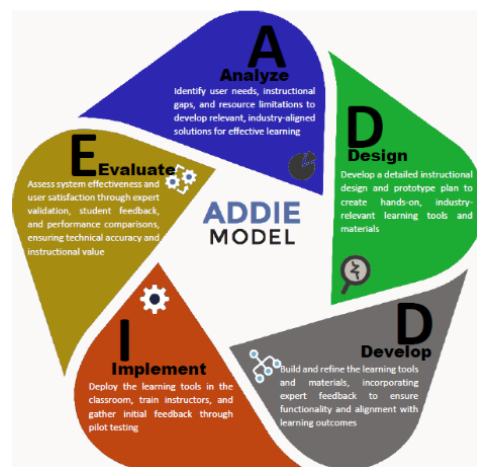 A
Analyze
Identify user needs, instructional
gaps, and resource limitations to
develop relevant, industry-aligned
solutions for effective learning
D
Design
Develop a detailed instructional
design and prototype plan to
create hands-on, industry-
relevant learning tools and
materials
D
Develop
Build and refine the learning tools
and materials, incorporating
expert feedback to ensure
functionality and alignment with
learning outcomes
I
Implement
Deploy the learning tools in the
classroom, train instructors, and
gather initial feedback through
pilot testing
E
Evaluate
Assess system effectiveness and
user satisfaction through expert
validation, student feedback,
and performance comparisons,
ensuring technical accuracy and
instructional value
ADDIE
MODEL